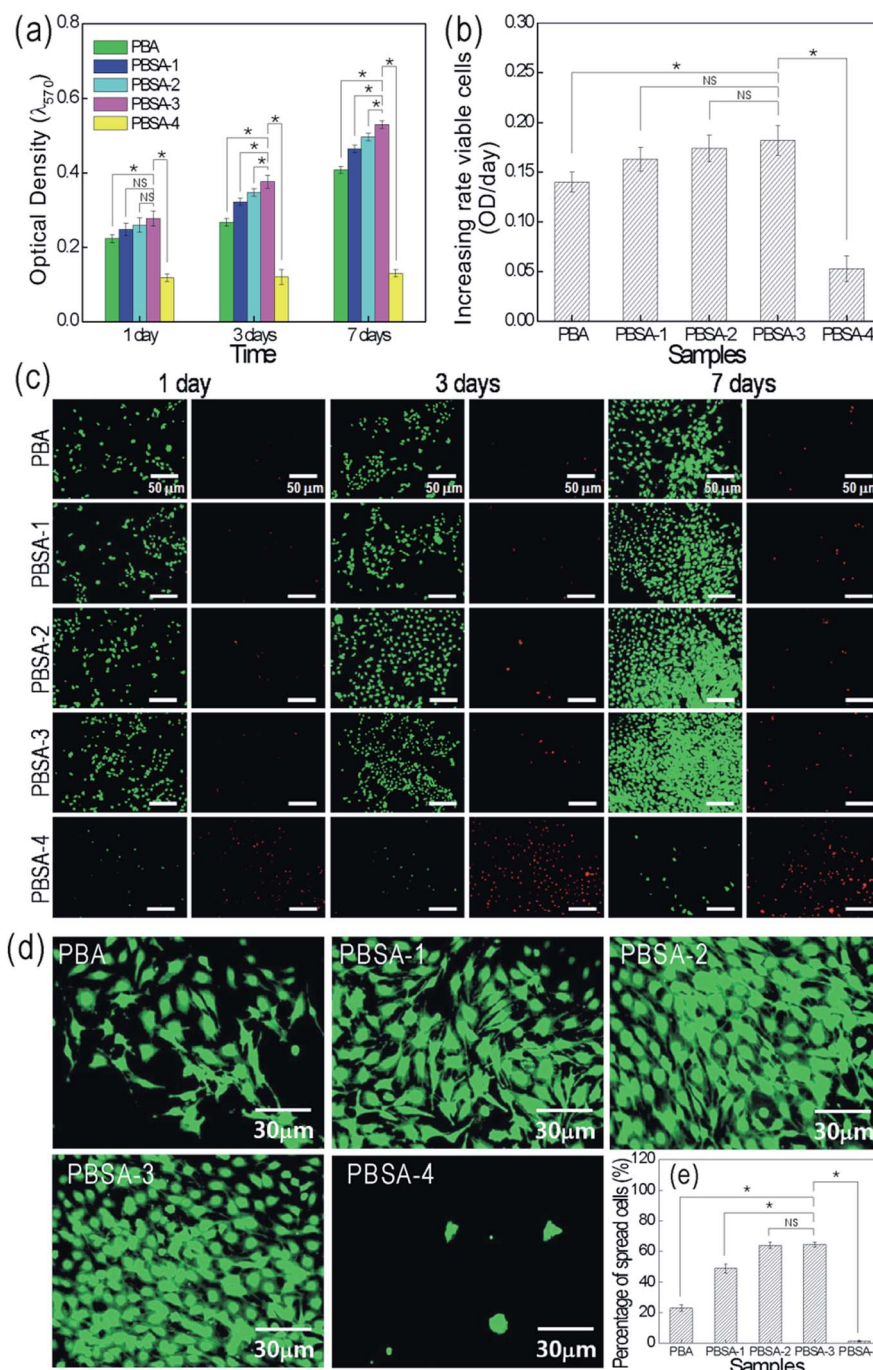 (a)
0.8
0.6
0.4
0.2
0.0
Optical Density (λ570)
PBA
PBSA-1
PBSA-2
PBSA-3
PBSA-4
*
*
NS
NS
*
*
*
*
*
*
*
*
1 day
3 days
7 days
Time
(b)
0.30
0.25
0.20
0.15
0.10
0.05
0.00
Increasing rate viable cells
(OD/day)
*
NS
NS
*
PBA
PBSA-1
PBSA-2
PBSA-3
PBSA-4
Samples
(c)
1 day
3 days
7 days
PBA
50 μm
50 μm
50 μm
50 μm
50 μm
50 μm
PBSA-1
PBSA-2
PBSA-3
PBSA-4
(d)
PBA
30μm
PBSA-1
30μm
PBSA-2
30μm
PBSA-3
30μm
PBSA-4
30μm
(e)
120
100
80
60
40
20
0
Percentage of spread cells (%)
*
*
NS
*
PBA
PBSA-1
PBSA-2
PBSA-3
Samples